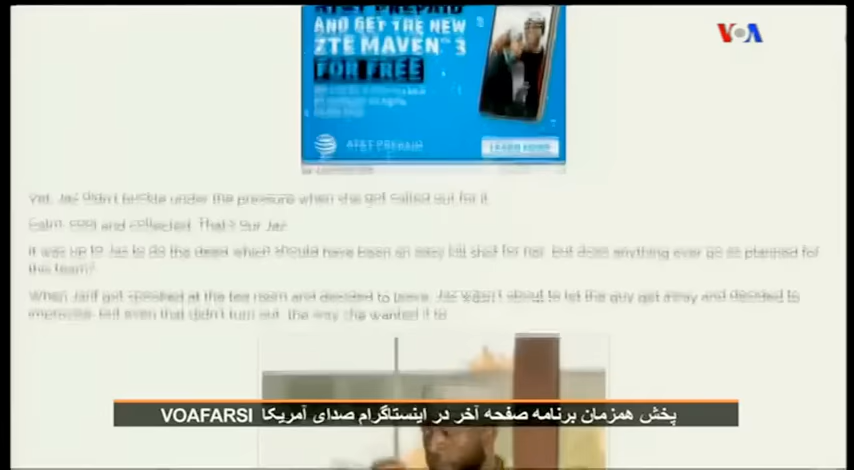 VOA
AT&T PREPAID
AND GET THE NEW
ZTE MAVEN 3
FOR FREE
AT&T PREPAID
LEARN MORE
Yet, Jaz didn't buckle under the pressure when she got called out for it.
Calm, cool and collected. That's our Jaz.
It was up to Jaz to do the deed which should have been an easy kill shot for her, but does anything ever go as planned for
this team?
When Jarif got spooked at the tea room and decided to leave, Jaz wasn't about to let the guy get away and decided to
improvise, but even that didn't turn out the way she wanted it to.
پخش همزمان برنامه صفحه آخر در اینستاگرام صدای آمریکا VOAFARSI